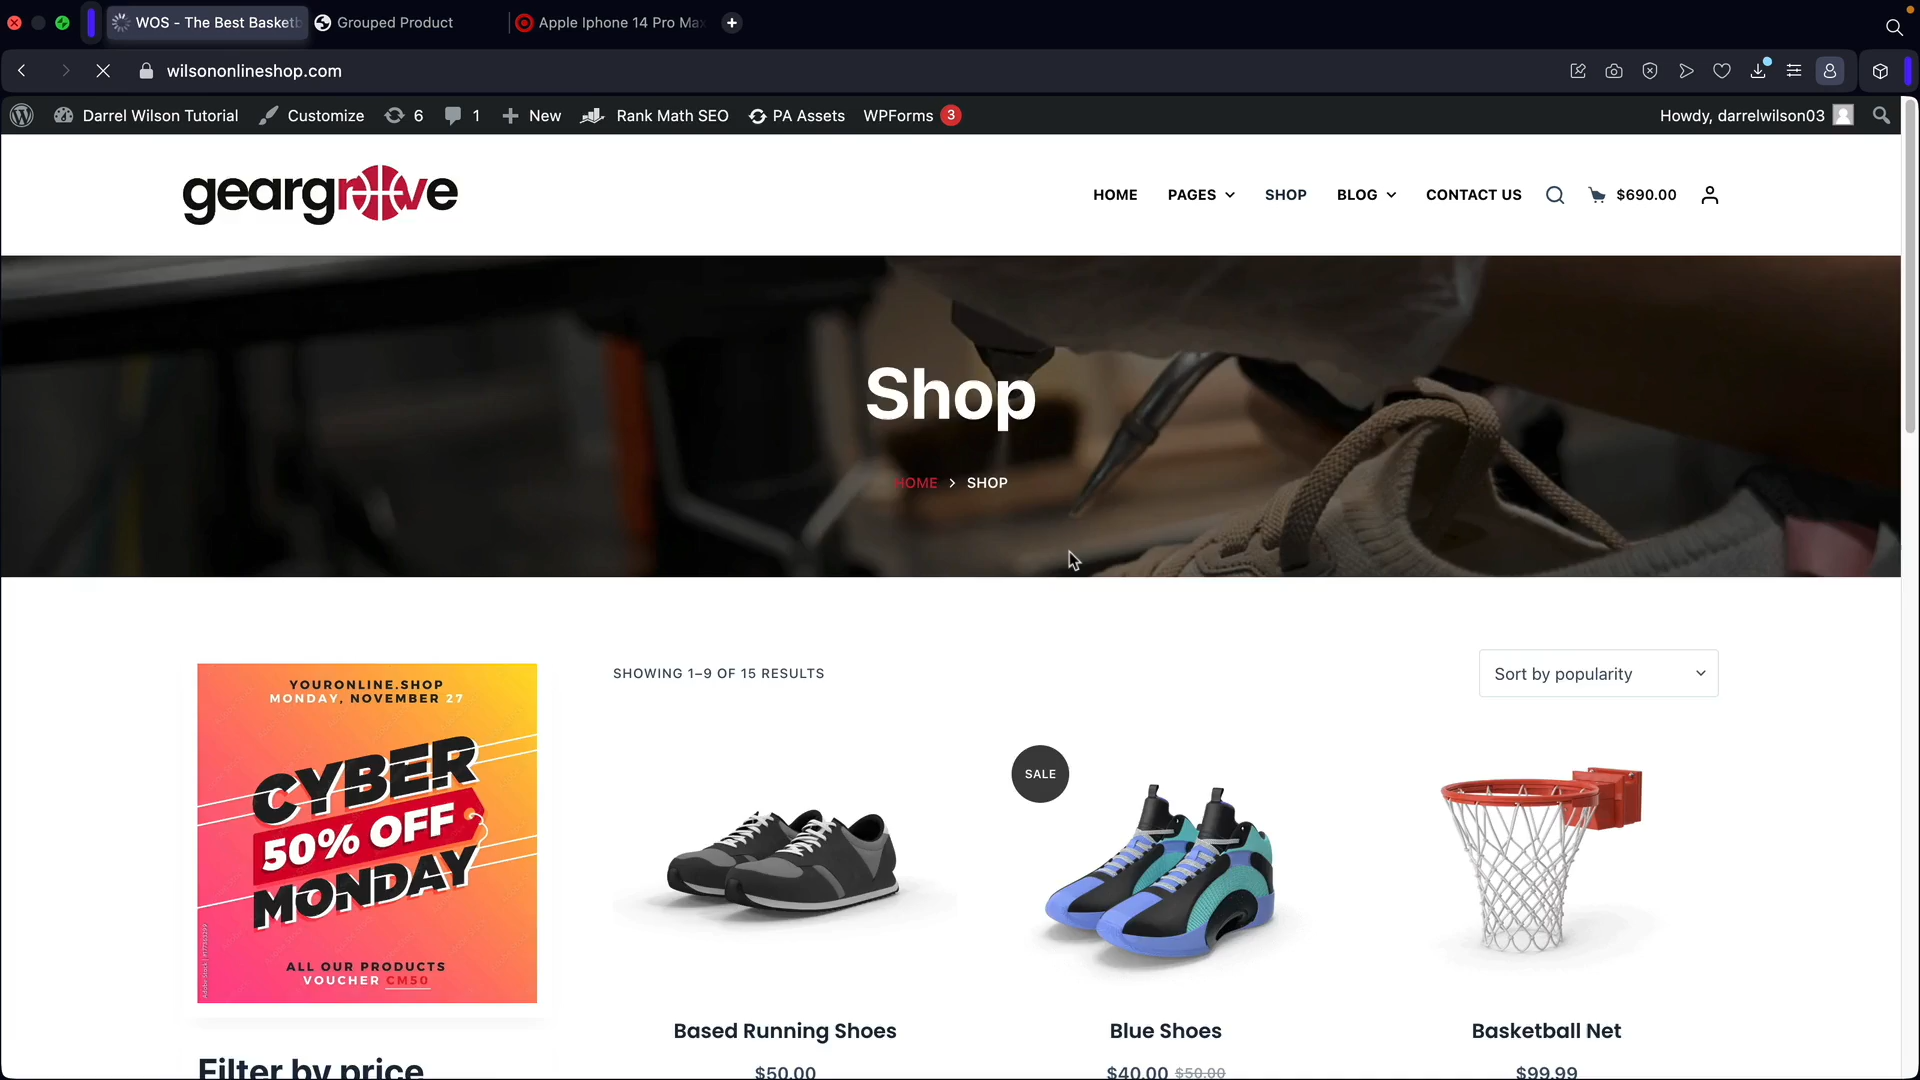 WOS - The Best Basketb
Grouped Product
Apple Iphone 14 Pro Max
wilsononlineshop.com
Darrel Wilson Tutorial
Customize
6
1
New
Rank Math SEO
PA Assets
WPForms 3
Howdy, darrelwilson03
geargroove
HOME
PAGES
SHOP
BLOG
CONTACT US
$690.00
Shop
HOME > SHOP
YOURONLINE.SHOP
MONDAY, NOVEMBER 27
CYBER
50% OFF
MONDAY
ALL OUR PRODUCTS
VOUCHER CM50
SHOWING 1–9 OF 15 RESULTS
Sort by popularity
SALE
Based Running Shoes
$50.00
Blue Shoes
$40.00 $50.00
Basketball Net
$99.99
Filter by price